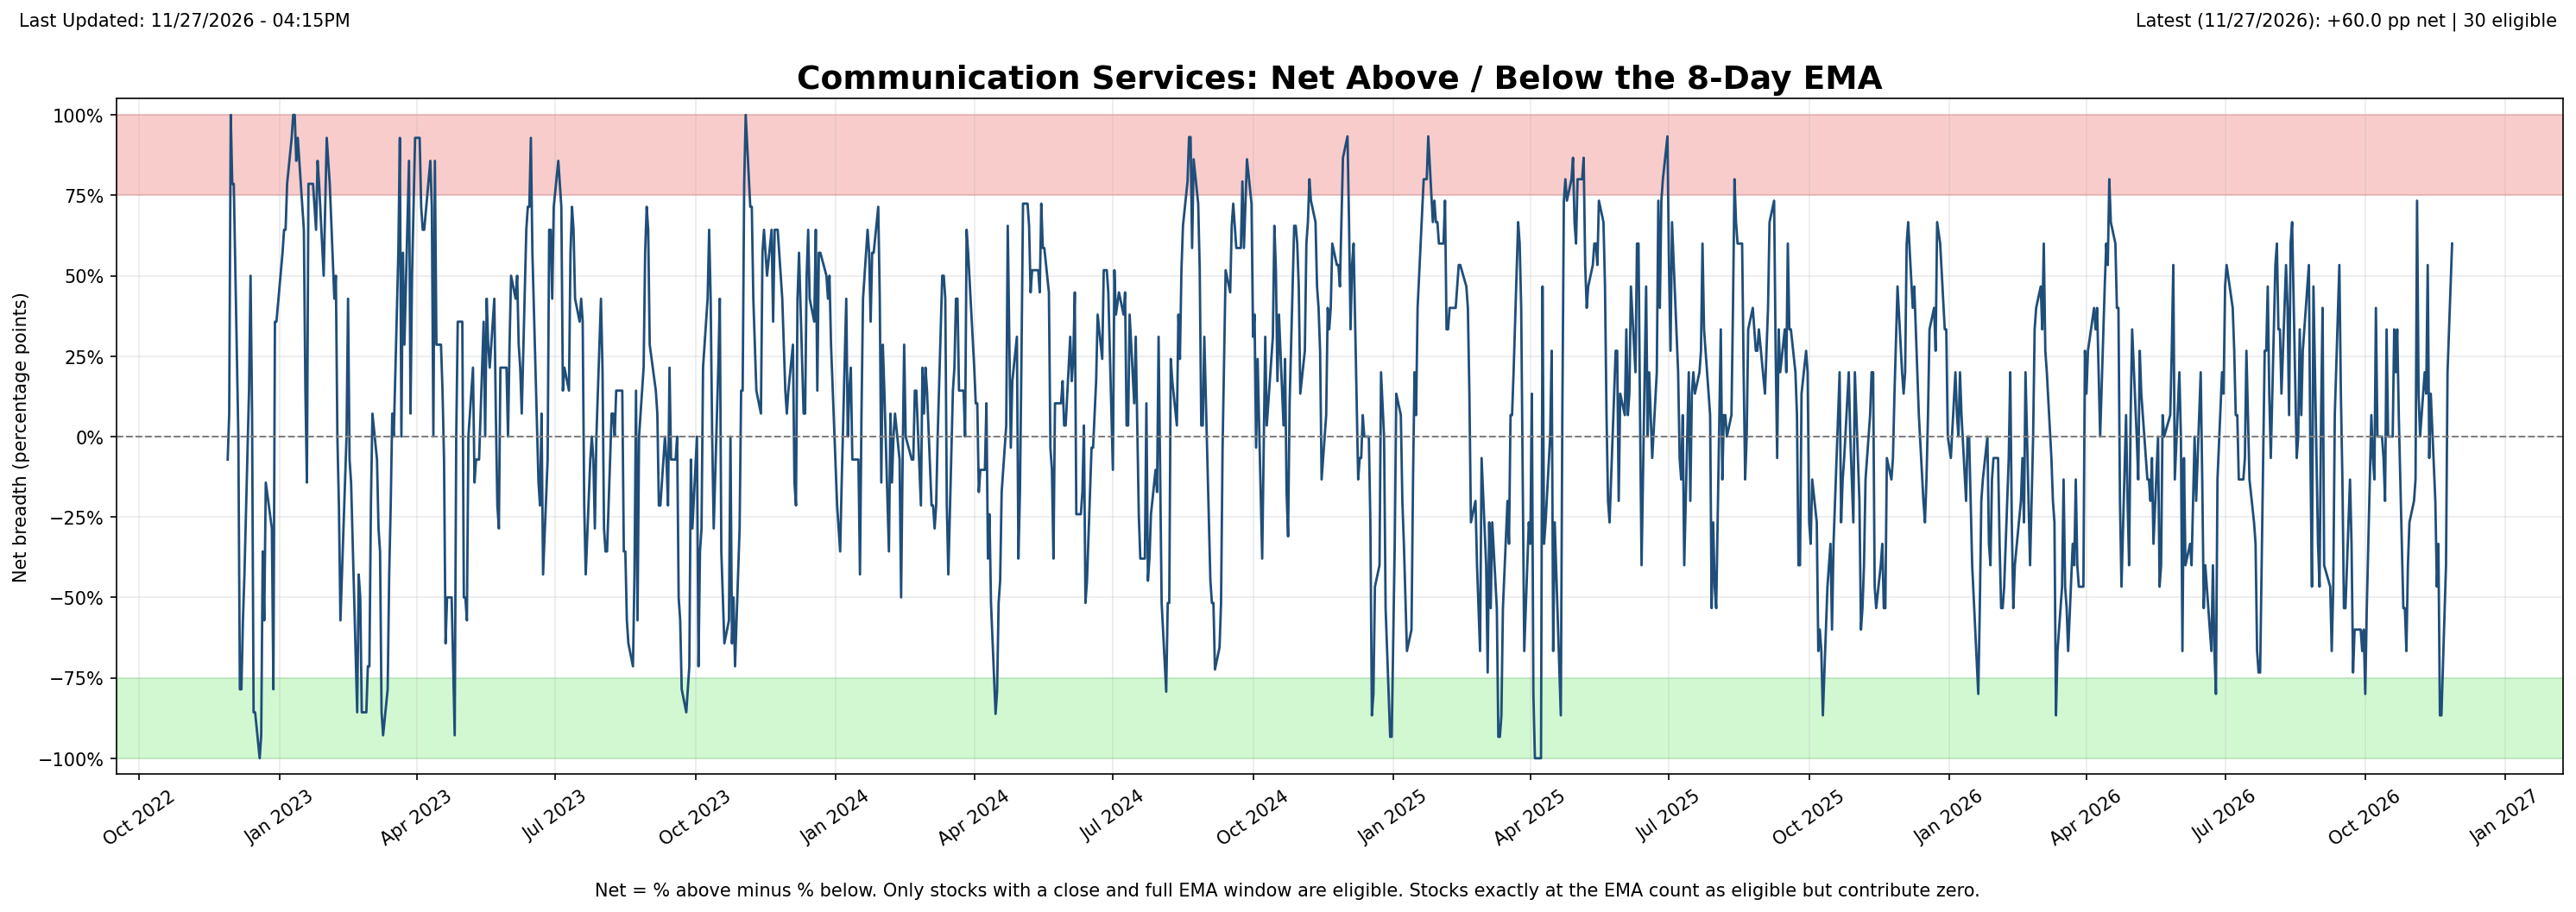 Last Updated: 11/27/2026 - 04:15PM
Latest (11/27/2026): +60.0 pp net | 30 eligible
Communication Services: Net Above / Below the 8-Day EMA
Net breadth (percentage points)
100%
75%
50%
25%
0%
−25%
−50%
−75%
−100%
Oct 2022
Jan 2023
Apr 2023
Jul 2023
Oct 2023
Jan 2024
Apr 2024
Jul 2024
Oct 2024
Jan 2025
Apr 2025
Jul 2025
Oct 2025
Jan 2026
Apr 2026
Jul 2026
Oct 2026
Jan 2027
Net = % above minus % below. Only stocks with a close and full EMA window are eligible. Stocks exactly at the EMA count as eligible but contribute zero.